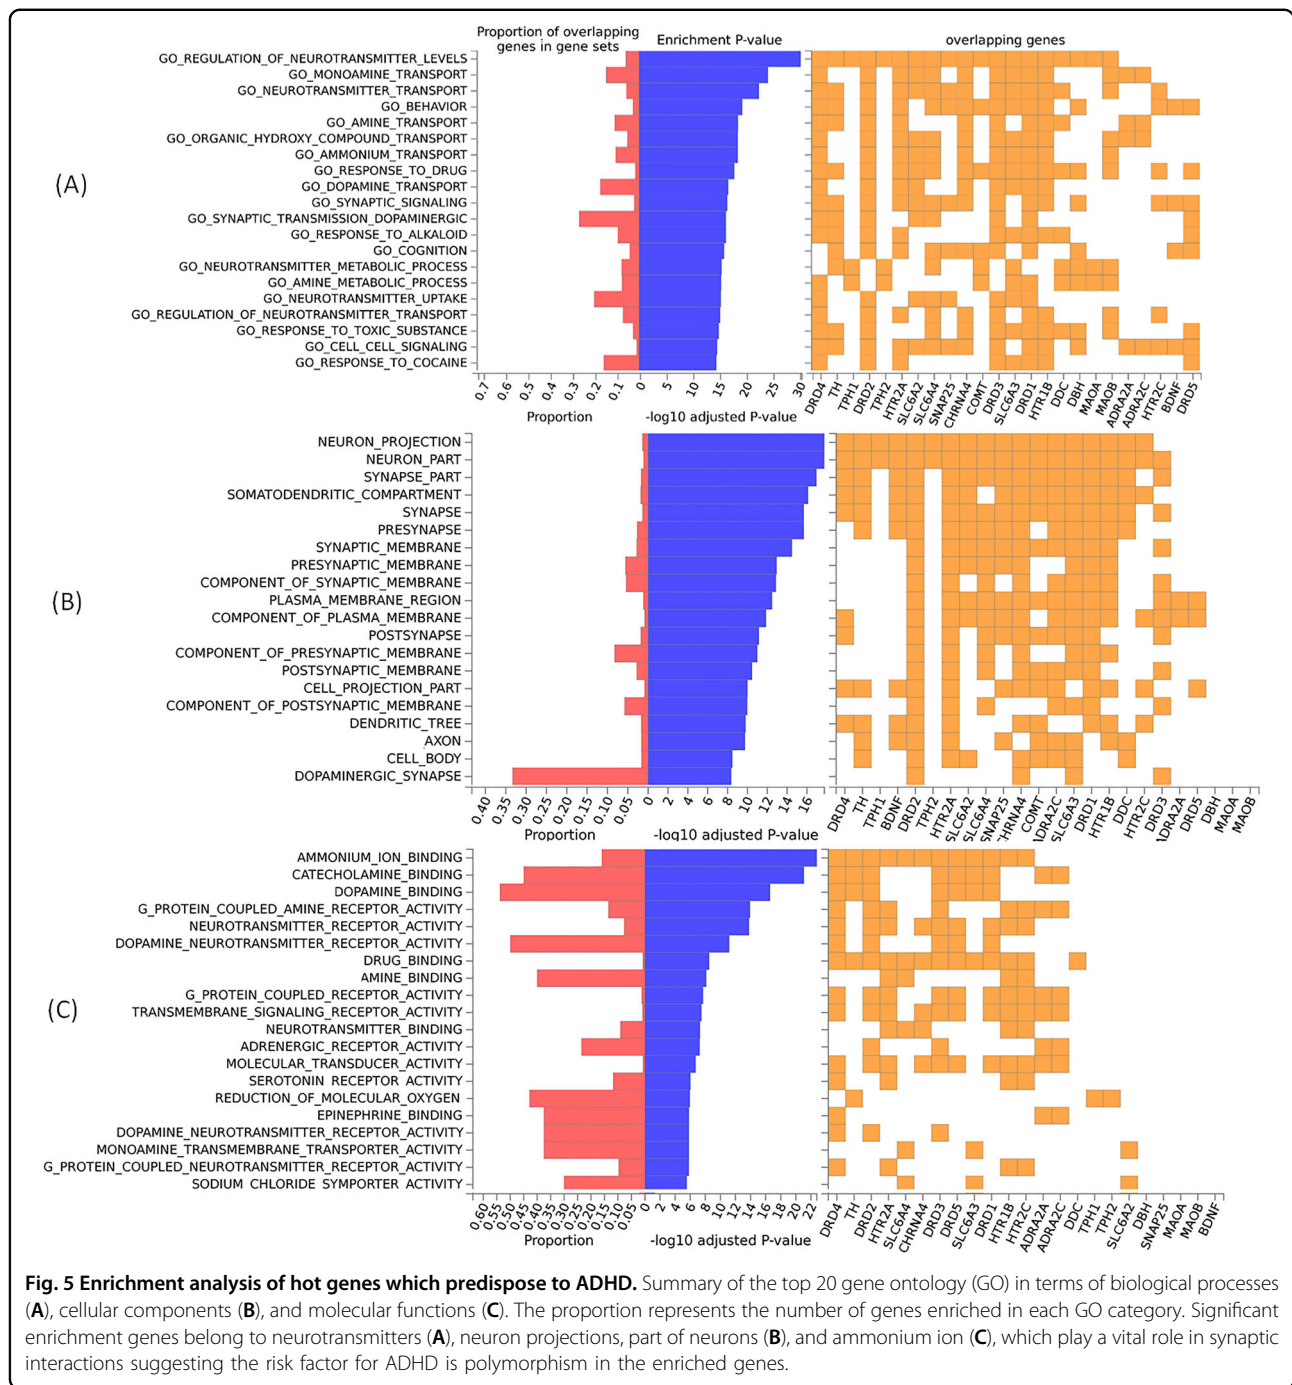 Proportion of overlapping
genes in gene sets
Enrichment P-value
overlapping genes
(A)
GO_REGULATION_OF_NEUROTRANSMITTER_LEVELS
GO_MONOAMINE_TRANSPORT
GO_NEUROTRANSMITTER_TRANSPORT
GO_BEHAVIOR
GO_AMINE_TRANSPORT
GO_ORGANIC_HYDROXY_COMPOUND_TRANSPORT
GO_AMMONIUM_TRANSPORT
GO_RESPONSE_TO_DRUG
GO_DOPAMINE_TRANSPORT
GO_SYNAPTIC_SIGNALING
GO_SYNAPTIC_TRANSMISSION_DOPAMINERGIC
GO_RESPONSE_TO_ALKALOID
GO_COGNITION
GO_NEUROTRANSMITTER_METABOLIC_PROCESS
GO_AMINE_METABOLIC_PROCESS
GO_NEUROTRANSMITTER_UPTAKE
GO_REGULATION_OF_NEUROTRANSMITTER_TRANSPORT
GO_RESPONSE_TO_TOXIC_SUBSTANCE
GO_CELL_CELL_SIGNALING
GO_RESPONSE_TO_COCAINE
0.7 0.6 0.5 0.4 0.3 0.2 0.1 0 5 10 15 20 25 30
DRD4 TH TPH1 DRD2 TPH2 HTR2A SLC6A2 SLC6A4 SNAP25 CHRNA4 COMT DRD3 SLC6A3 DRD1 HTR1B DDC DBH MAOA MAOB ADRA2A ADRA2C HTR2C BDNF DRD5
Proportion
-log10 adjusted P-value
(B)
NEURON_PROJECTION
NEURON_PART
SYNAPSE_PART
SOMATODENDRITIC_COMPARTMENT
SYNAPSE
PRESYNAPSE
SYNAPTIC_MEMBRANE
PRESYNAPTIC_MEMBRANE
COMPONENT_OF_SYNAPTIC_MEMBRANE
PLASMA_MEMBRANE_REGION
COMPONENT_OF_PLASMA_MEMBRANE
POSTSYNAPSE
COMPONENT_OF_PRESYNAPTIC_MEMBRANE
POSTSYNAPTIC_MEMBRANE
CELL_PROJECTION_PART
COMPONENT_OF_POSTSYNAPTIC_MEMBRANE
DENDRITIC_TREE
AXON
CELL_BODY
DOPAMINERGIC_SYNAPSE
0.40 0.35 0.30 0.25 0.20 0.15 0.10 0.05 0 2 4 6 8 10 12 14 16
DRD4 TH TPH1 BDNF DRD2 TPH2 HTR2A SLC6A2 SLC6A4 SNAP25 CHRNA4 COMT ADRA2C SLC6A3 DRD1 HTR1B DDC HTR2C DRD3 ADRA2A DRD5 DBH MAOA MAOB
Proportion
-log10 adjusted P-value
(C)
AMMONIUM_ION_BINDING
CATECHOLAMINE_BINDING
DOPAMINE_BINDING
G_PROTEIN_COUPLED_AMINE_RECEPTOR_ACTIVITY
NEUROTRANSMITTER_RECEPTOR_ACTIVITY
DOPAMINE_NEUROTRANSMITTER_RECEPTOR_ACTIVITY
DRUG_BINDING
AMINE_BINDING
G_PROTEIN_COUPLED_RECEPTOR_ACTIVITY
TRANSMEMBRANE_SIGNALING_RECEPTOR_ACTIVITY
NEUROTRANSMITTER_BINDING
ADRENERGIC_RECEPTOR_ACTIVITY
MOLECULAR_TRANSDUCER_ACTIVITY
SEROTONIN RECEPTOR ACTIVITY
REDUCTION_OF_MOLECULAR_OXYGEN
EPINEPHRINE_BINDING
DOPAMINE_NEUROTRANSMITTER_RECEPTOR_ACTIVITY
MONOAMINE_TRANSMEMBRANE_TRANSPORTER_ACTIVITY
G_PROTEIN_COUPLED_NEUROTRANSMITTER_RECEPTOR_ACTIVITY
SODIUM CHLORIDE SYMPORTER ACTIVITY
0.60 0.55 0.50 0.45 0.40 0.35 0.30 0.25 0.20 0.15 0.10 0.05 0 2 4 6 8 10 12 14 16 18 20 22
DRD4 TH DRD2 HTR2A SLC6A4 CHRNA4 DRD3 DRD5 SLC6A3 DRD1 HTR1B HTR2C ADRA2A ADRA2C DDC TPH1 TPH2 SLC6A2 DBH SNAP25 MAOA MAOB BDNF
Proportion
-log10 adjusted P-value
Fig. 5 Enrichment analysis of hot genes which predispose to ADHD. Summary of the top 20 gene ontology (GO) in terms of biological processes
(A), cellular components (B), and molecular functions (C). The proportion represents the number of genes enriched in each GO category. Significant
enrichment genes belong to neurotransmitters (A), neuron projections, part of neurons (B), and ammonium ion (C), which play a vital role in synaptic
interactions suggesting the risk factor for ADHD is polymorphism in the enriched genes.